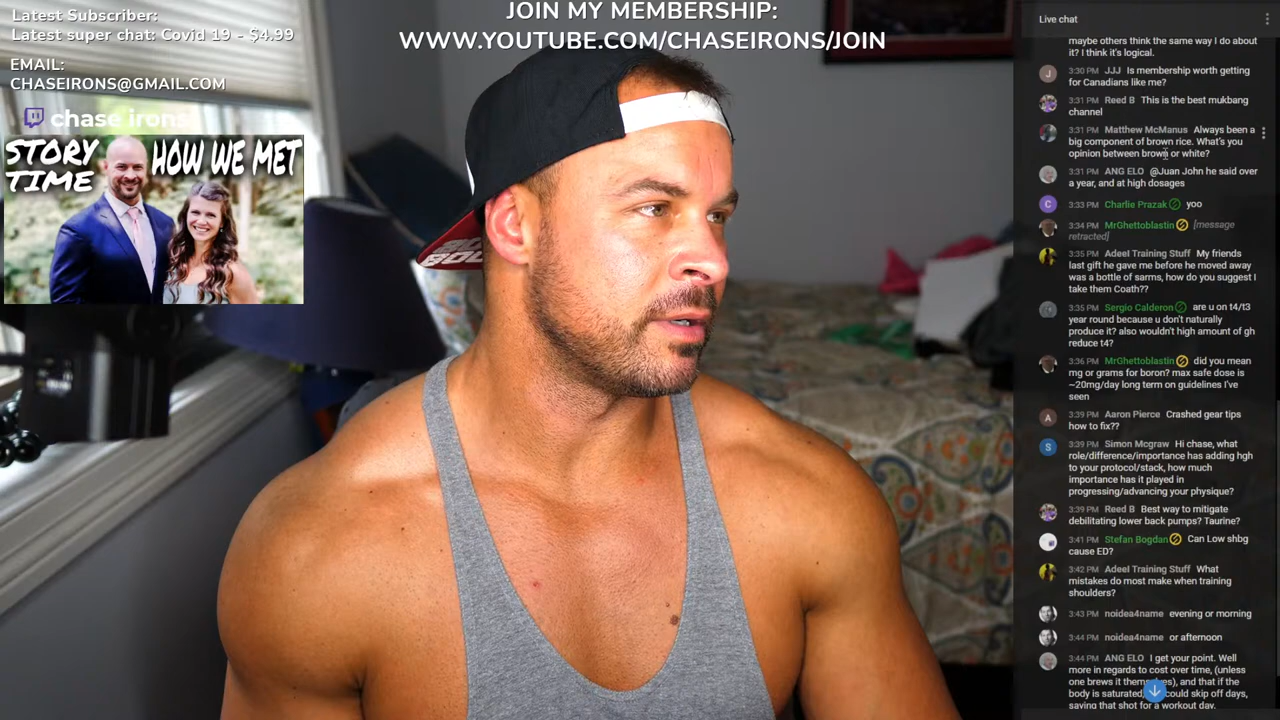 Latest Subscriber:
Latest super chat: Covid 19 - $4.99
EMAIL:
CHASEIRONS@GMAIL.COM
chase irons
STORY TIME
HOW WE MET
JOIN MY MEMBERSHIP:
WWW.YOUTUBE.COM/CHASEIRONS/JOIN
Live chat
maybe others think the same way I do about
it? I think it's logical.
J
3:30 PM JJJ Is membership worth getting
for Canadians like me?
3:31 PM Reed B This is the best mukbang
channel
3:31 PM Matthew McManus Always been a
big component of brown rice. What's you
opinion between brown or white?
3:31 PM ANG ELO @Juan John he said over
a year, and at high dosages
C
3:33 PM Charlie Prazak yoo
3:34 PM MrGhettoblastin [message
retracted]
3:35 PM Adeel Training Stuff My friends
last gift he gave me before he moved away
was a bottle of sarms, how do you suggest I
take them Coath??
3:35 PM Sergio Calderon are u on t4/t3
year round because u don't naturally
produce it? also wouldn't high amount of gh
reduce t4?
3:36 PM MrGhettoblastin did you mean
mg or grams for boron? max safe dose is
~20mg/day long term on guidelines I've
seen
A
3:39 PM Aaron Pierce Crashed gear tips
how to fix??
S
3:39 PM Simon Mcgraw Hi chase, what
role/difference/importance has adding hgh
to your protocol/stack, how much
importance has it played in
progressing/advancing your physique?
3:39 PM Reed B Best way to mitigate
debilitating lower back pumps? Taurine?
3:41 PM Stefan Bogdan Can Low shbg
cause ED?
3:42 PM Adeel Training Stuff What
mistakes do most make when training
shoulders?
3:43 PM noidea4name evening or morning
3:44 PM noidea4name or afternoon
3:44 PM ANG ELO I get your point. Well
more in regards to cost over time, (unless
one brews it themselves), and that if the
body is saturated, could skip off days,
saving that shot for a workout day.